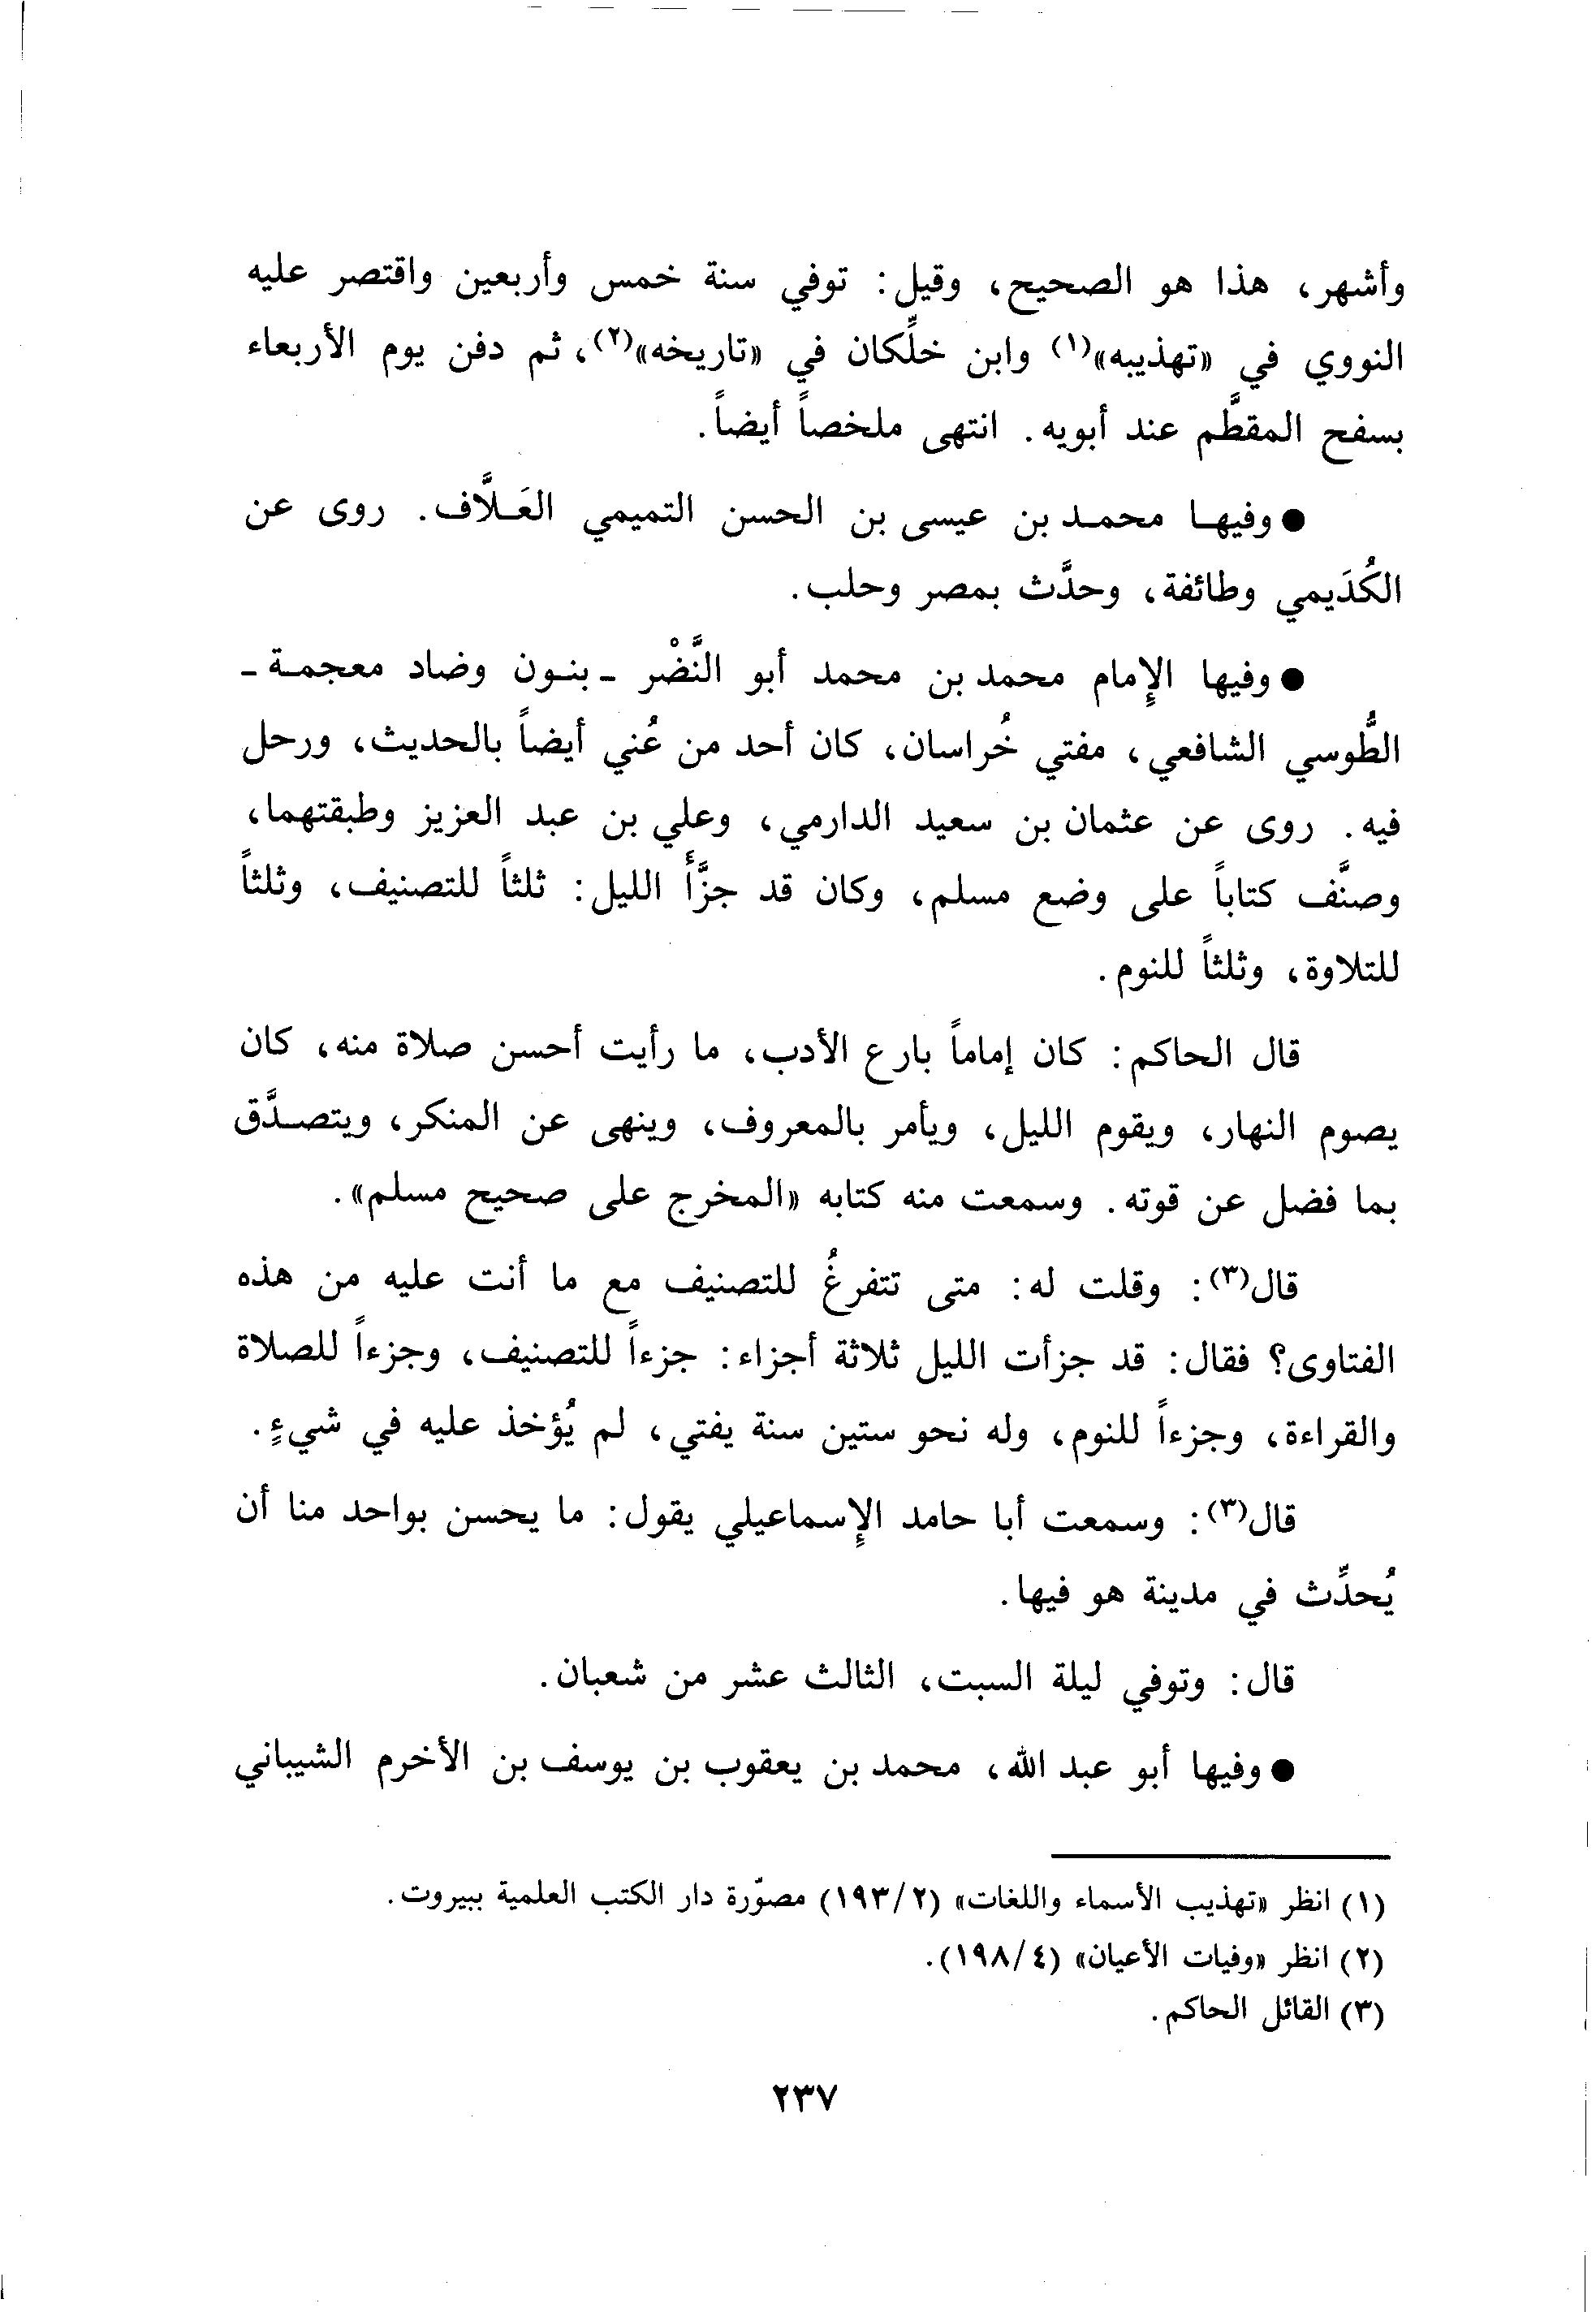 وأشهر، هذا هو الصحيح، وقيل: توفي سنة خمس وأربعين واقتصر عليه
النووي في «تهذيبه»(١) وابن خلِّكان في «تاريخه»(٢)، ثم دفن يوم الأربعاء
بسفح المقطَّم عند أبويه. انتهى ملخصاً أيضاً.
● وفيها محمد بن عيسى بن الحسن التميمي العَلَّاف. روى عن
الكُدَيمي وطائفة، وحدَّث بمصر وحلب.
● وفيها الإِمام محمد بن محمد أبو النَّضْر - بنون وضاد معجمة -
الطُّوسي الشافعي، مفتي خُراسان، كان أحد من عُني أيضاً بالحديث، ورحل
فيه. روى عن عثمان بن سعيد الدارمي، وعلي بن عبد العزيز وطبقتهما،
وصنَّف كتاباً على وضع مسلم، وكان قد جزَّأَ الليل: ثلثاً للتصنيف، وثلثاً
للتلاوة، وثلثاً للنوم.
قال الحاكم: كان إماماً بارع الأدب، ما رأيت أحسن صلاة منه، كان
يصوم النهار، ويقوم الليل، ويأمر بالمعروف، وينهى عن المنكر، ويتصدَّق
بما فضل عن قوته. وسمعت منه كتابه «المخرج على صحيح مسلم».
قال(٣): وقلت له: متى تتفرغُ للتصنيف مع ما أنت عليه من هذه
الفتاوى؟ فقال: قد جزأت الليل ثلاثة أجزاء: جزءاً للتصنيف، وجزءاً للصلاة
والقراءة، وجزءاً للنوم، وله نحو ستين سنة يفتي، لم يُؤخذ عليه في شيءٍ.
قال(٣): وسمعت أبا حامد الإِسماعيلي يقول: ما يحسن بواحد منا أن
يُحدِّث في مدينة هو فيها.
قال: وتوفي ليلة السبت، الثالث عشر من شعبان.
● وفيها أبو عبد الله، محمد بن يعقوب بن يوسف بن الأخرم الشيباني
(١) انظر «تهذيب الأسماء واللغات» (١٩٣/٢) مصوّرة دار الكتب العلمية ببيروت.
(٢) انظر «وفيات الأعيان» (١٩٨/٤).
(٣) القائل الحاكم.
٢٣٧